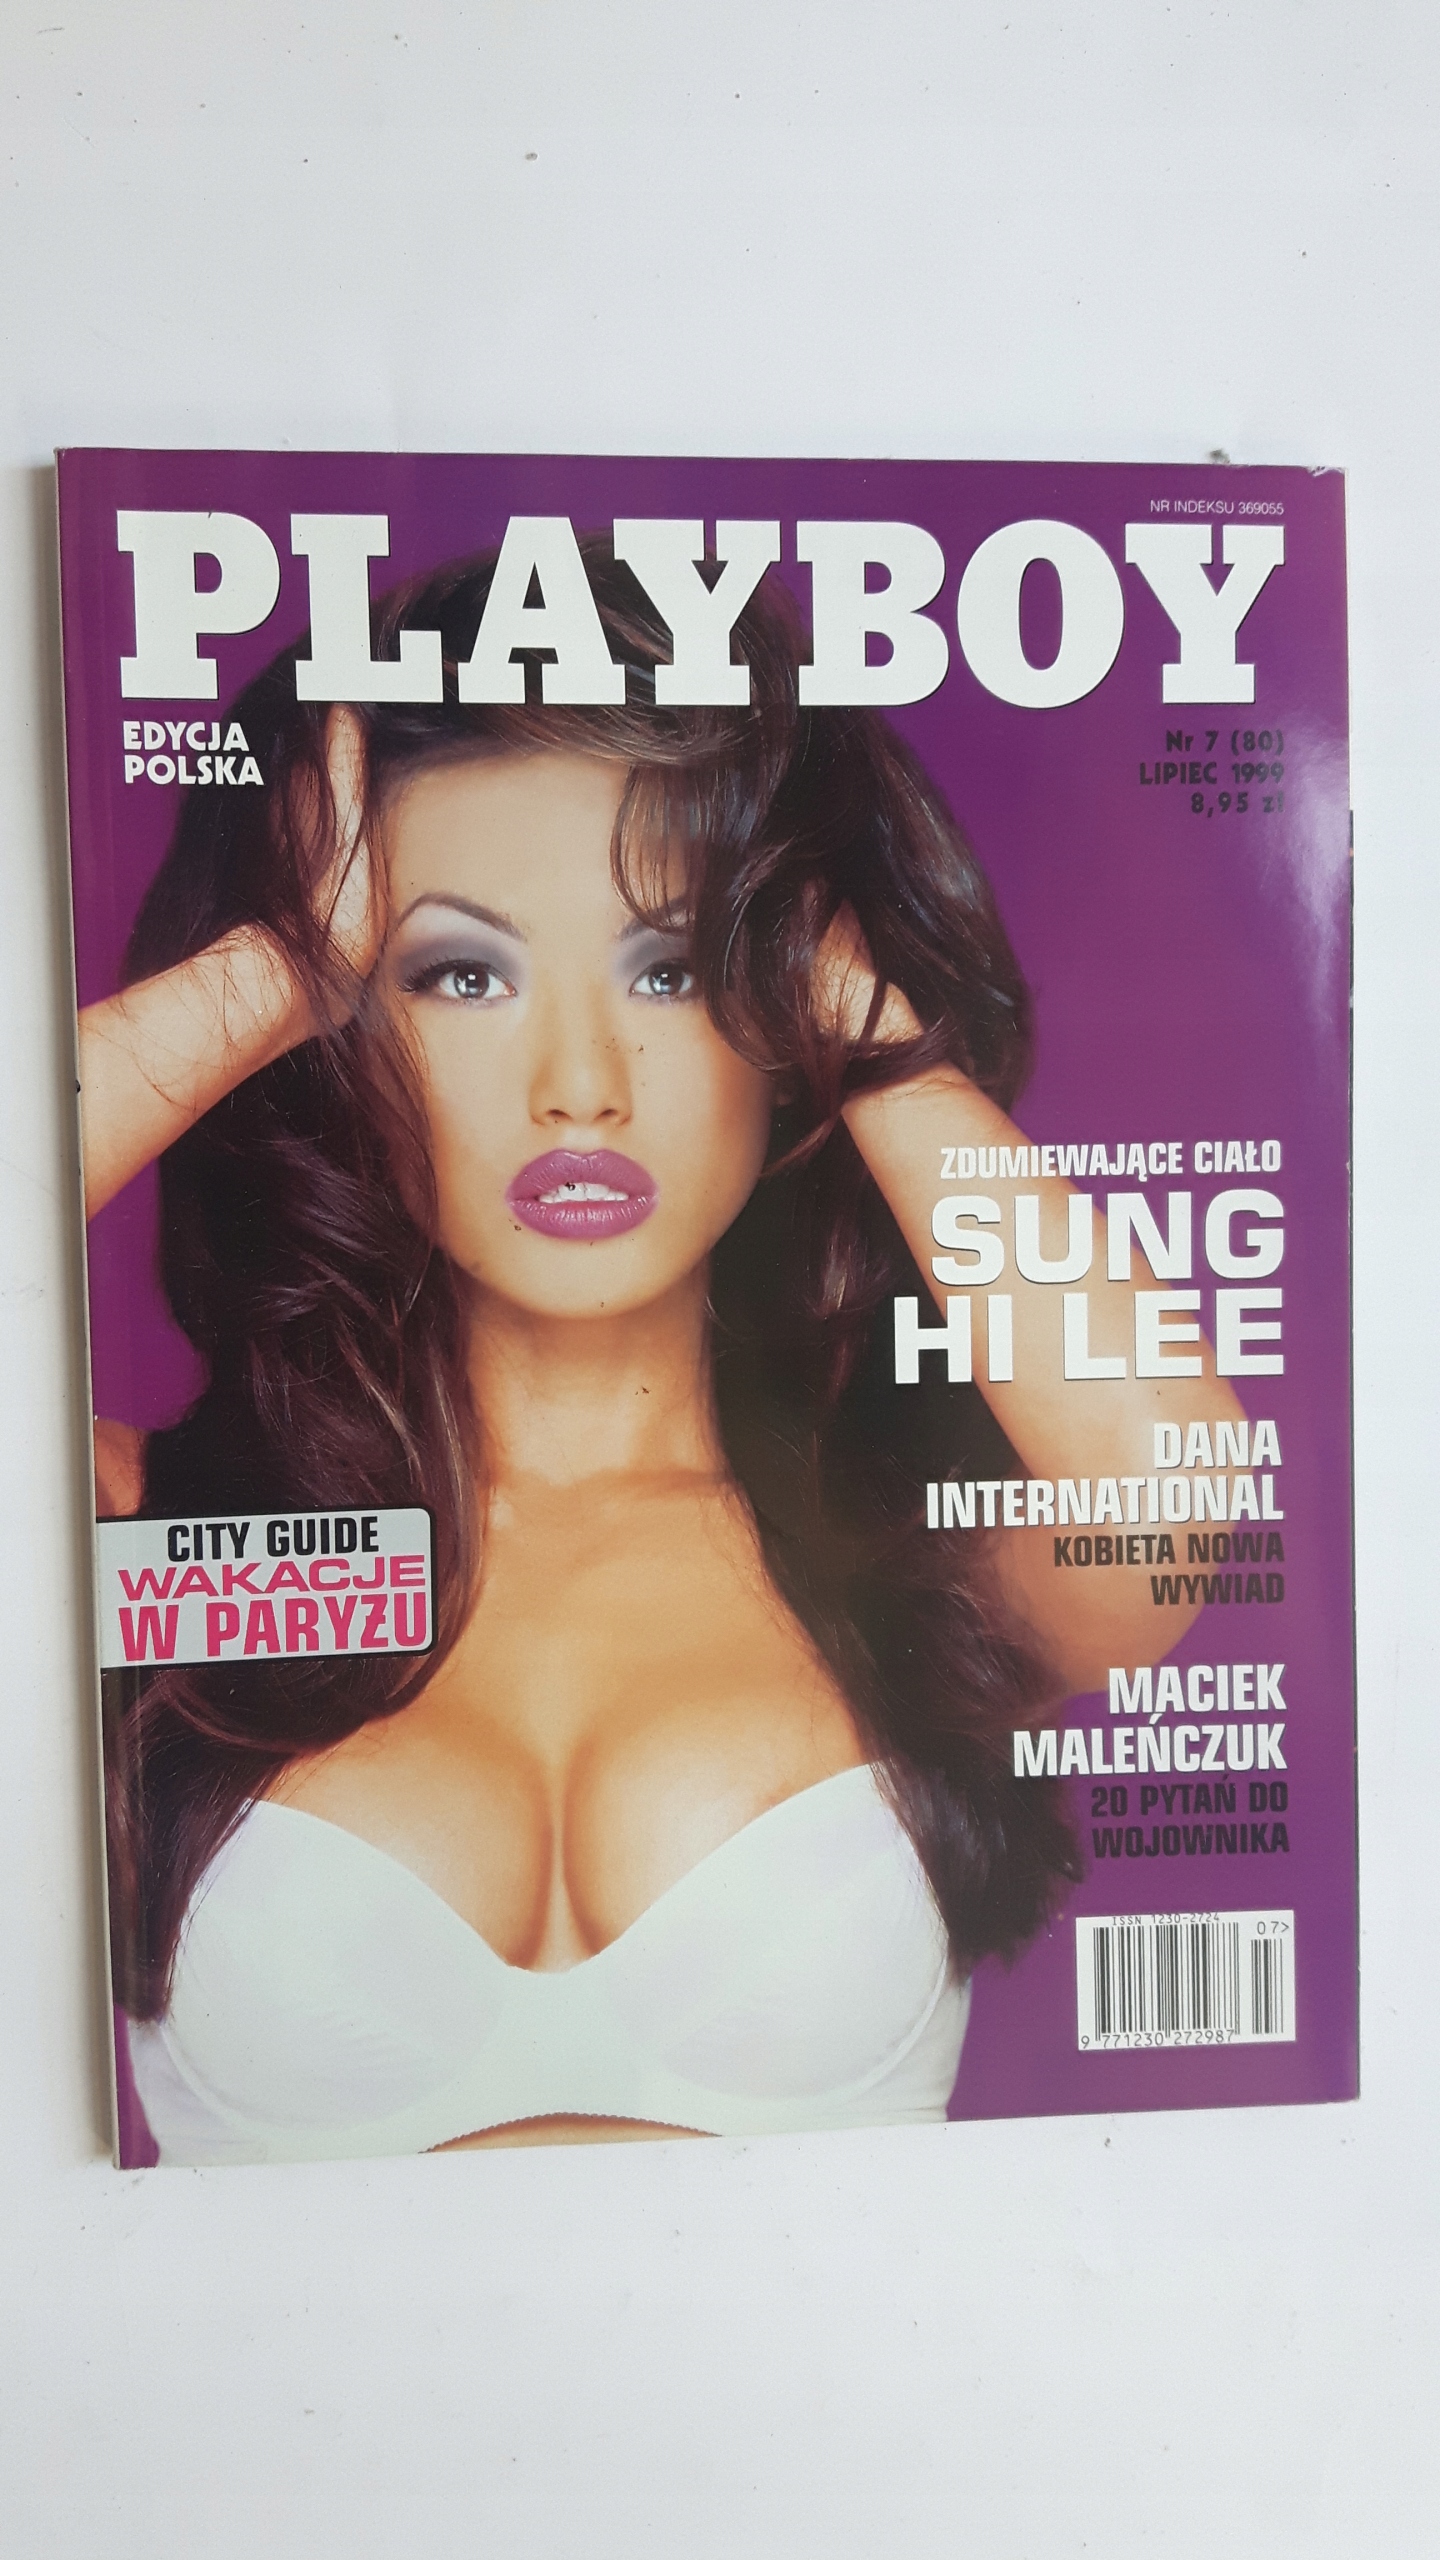 NR INDEKSU 369055
PLAYBOY
EDYCJA
POLSKA
Nr 7 (80)
LIPIEC 1999
8,95 zł
ZDUMIEWAJĄCE CIAŁO
SUNG
HI LEE
DANA
INTERNATIONAL
KOBIETA NOWA
WYWIAD
CITY GUIDE
WAKACJE
W PARYŻU
MACIEK
MALEŃCZUK
20 PYTAŃ DO
WOJOWNIKA
ISSN 1230-2724
07>
9 771230 272987